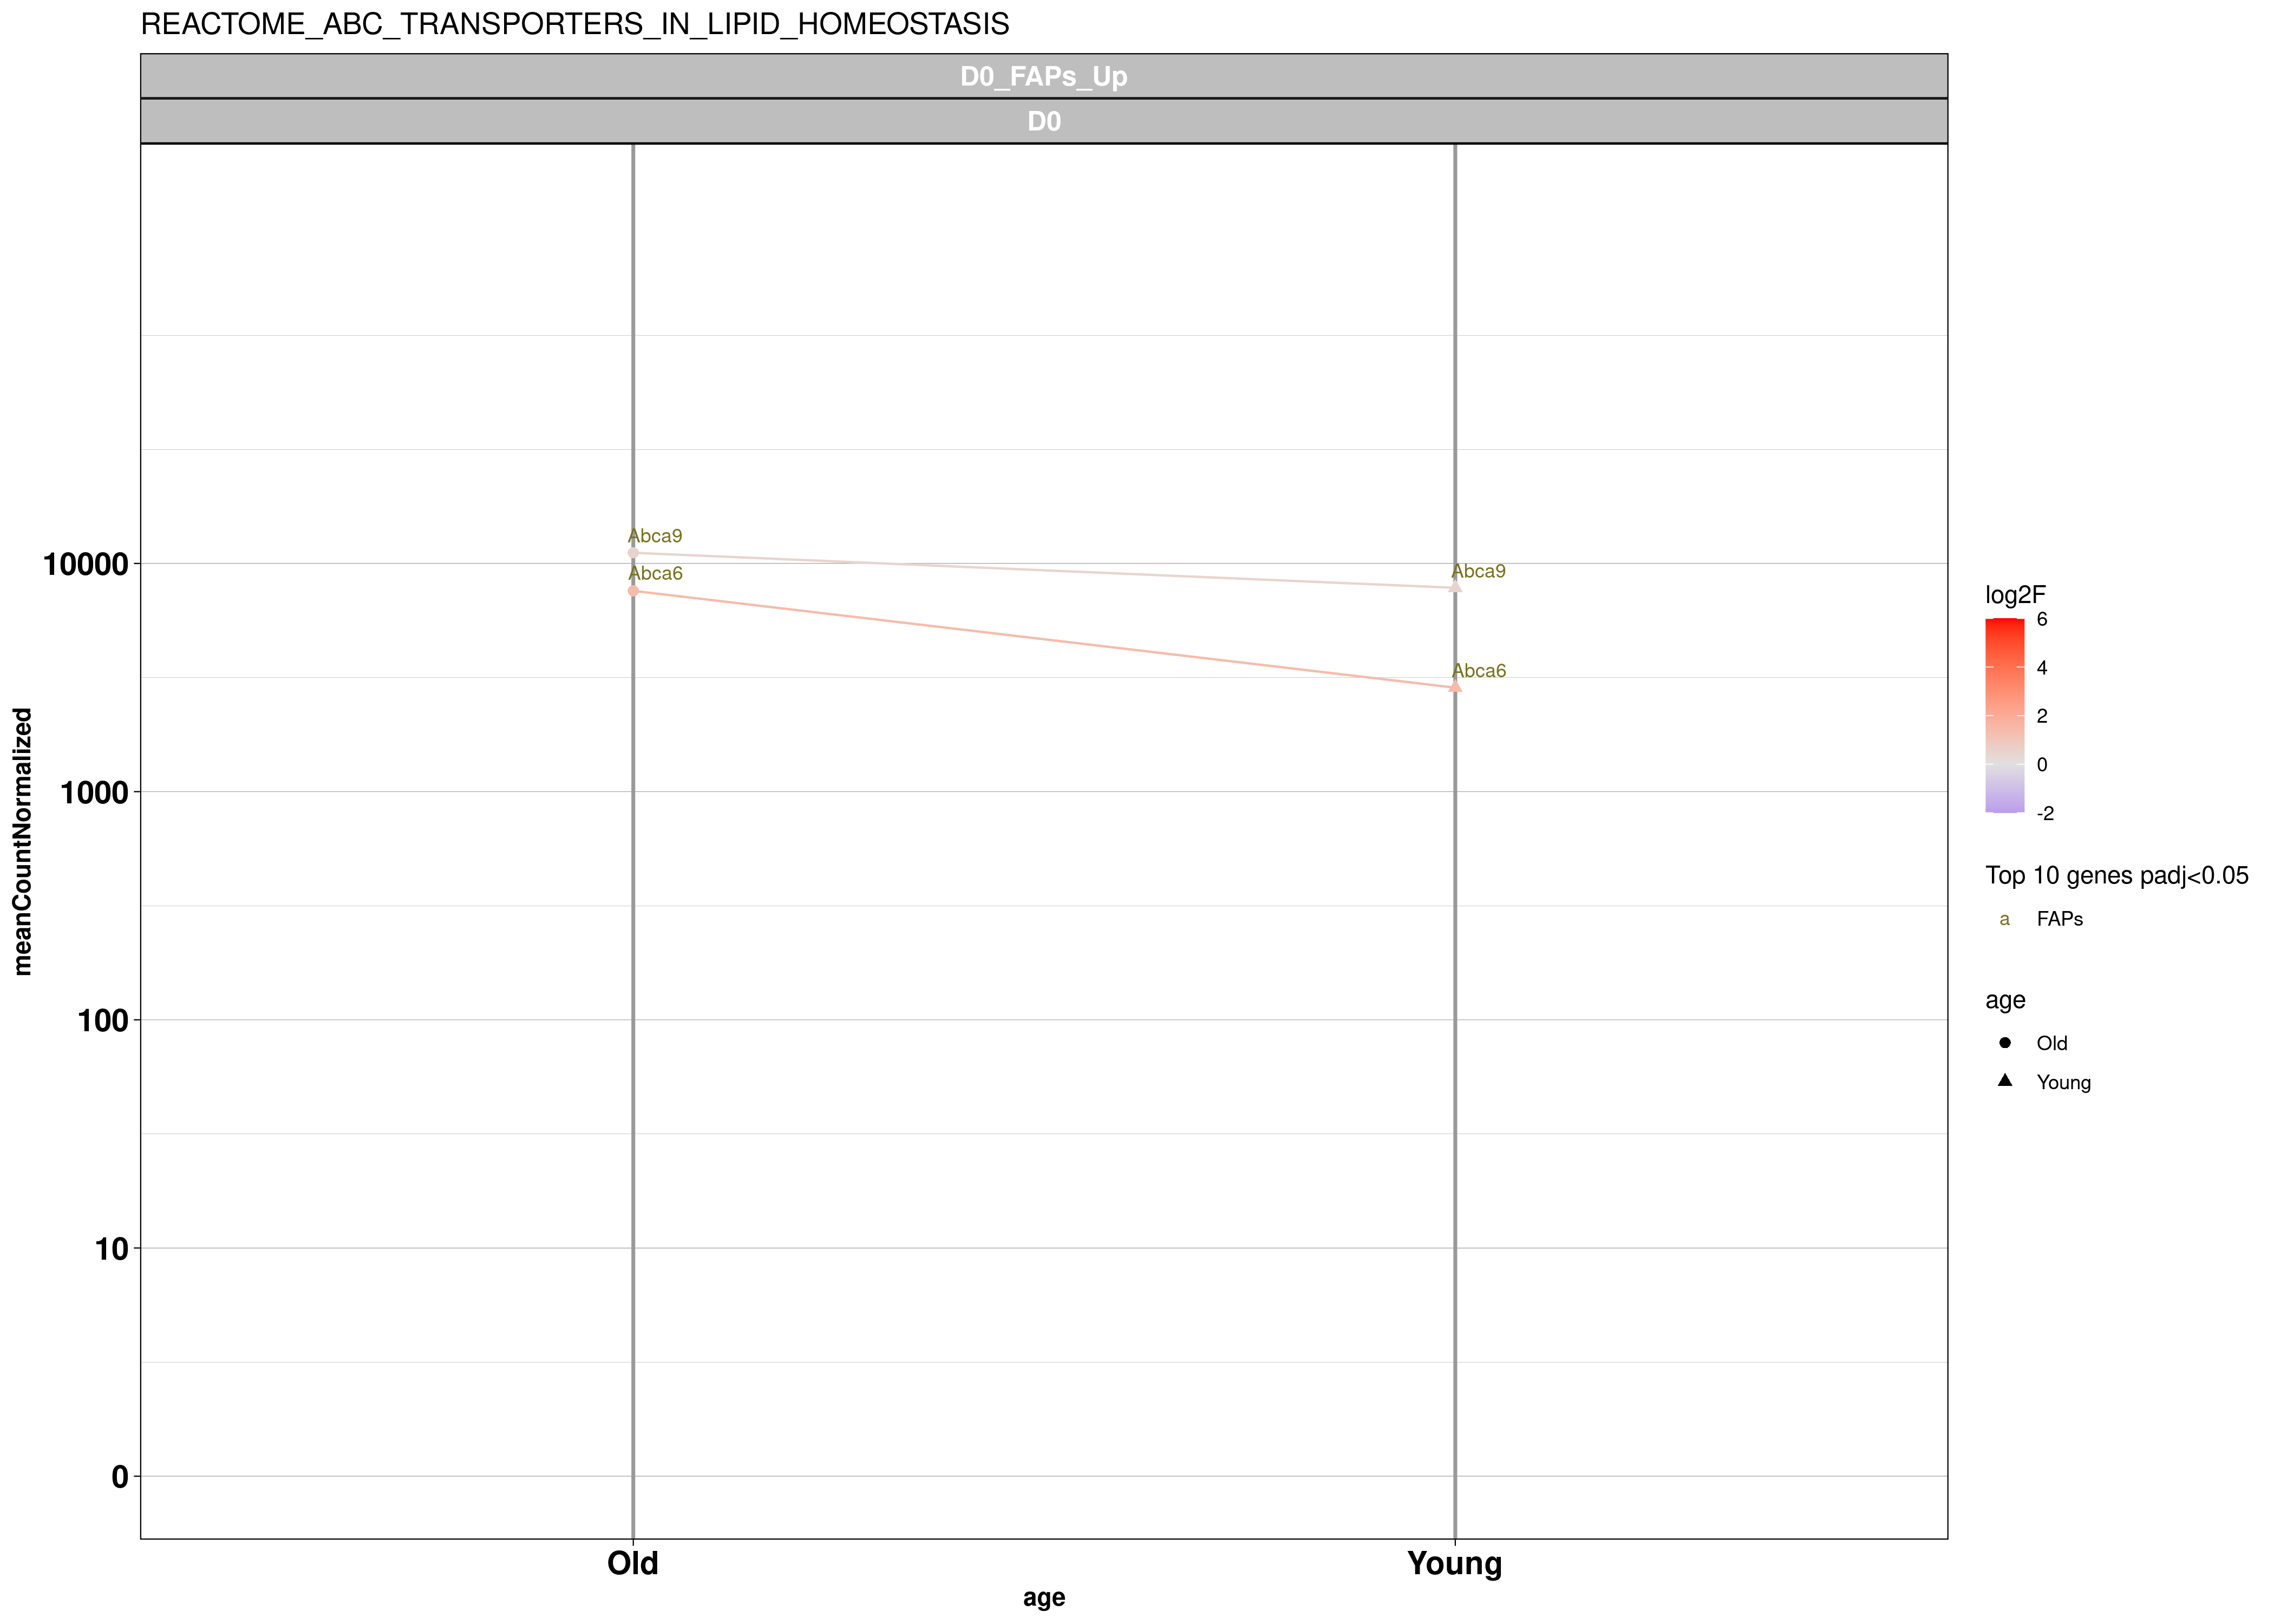 REACTOME_ABC_TRANSPORTERS_IN_LIPID_HOMEOSTASIS
D0_FAPs_Up
D0
meanCountNormalized
10000
1000
100
10
0
Abca9
Abca6
Abca9
Abca6
Old
Young
age
log2F
6
4
2
0
-2
Top 10 genes padj<0.05
a FAPs
age
Old
Young